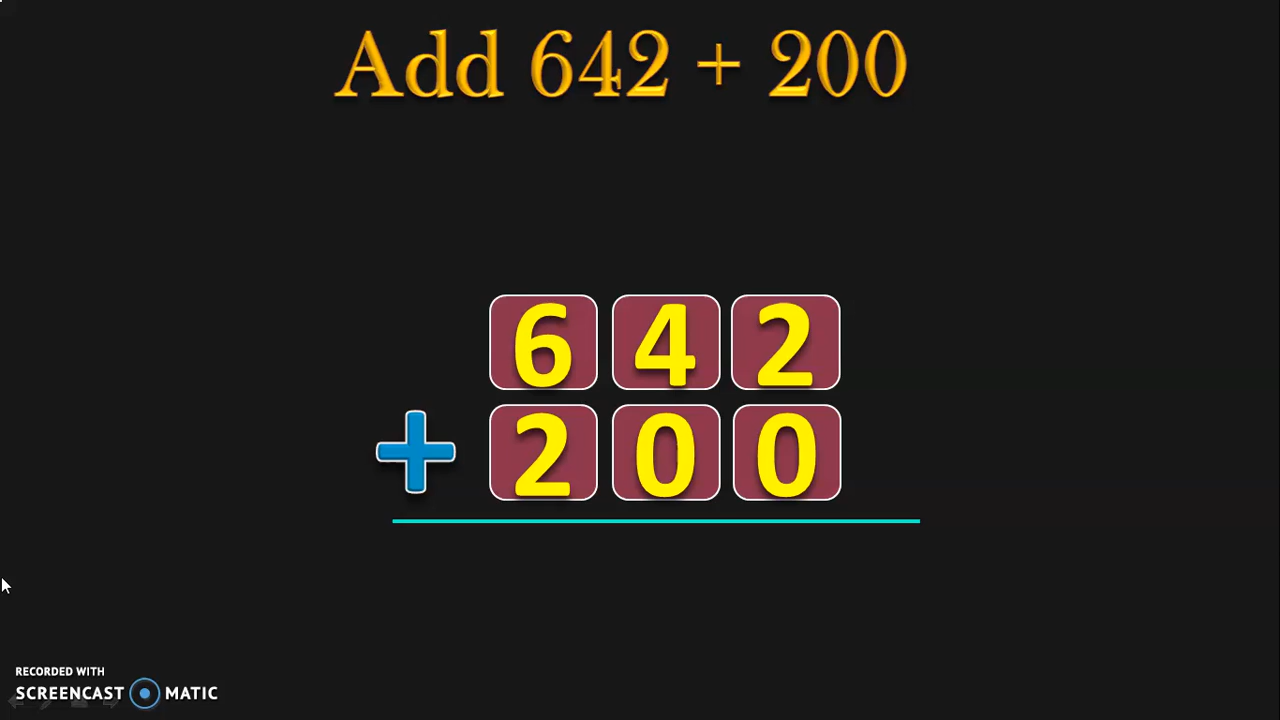 Add 642 + 200
642
+ 200
RECORDED WITH
SCREENCAST MATIC